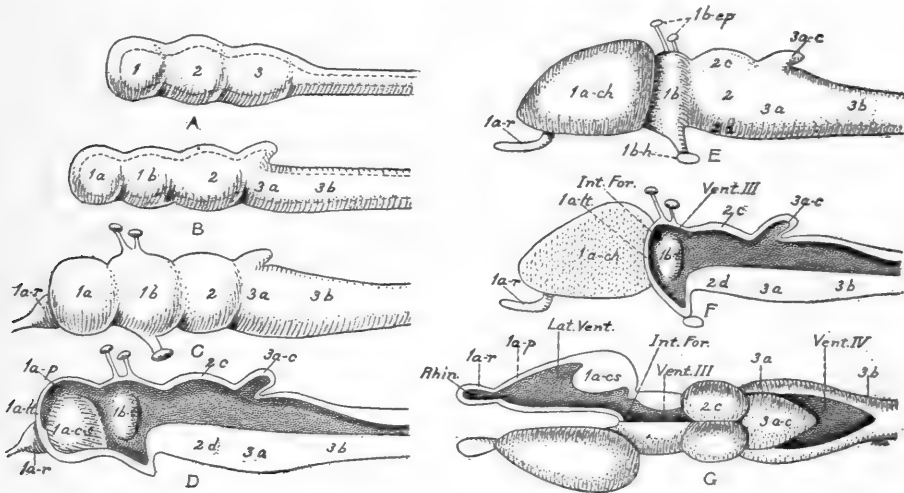 1 2 3
A
1a 1b 2 3a 3b
B
1a-r 1a 1b 2 3a 3b
C
1a-p 2c 3a-c
1a-lt. 1a-cs 1b-t
2d 3a 3b
1a-r
D
1b-ep
3a-c
2c
1a-ch 1b 2 3a 3b
1a-r
2d
1b-h
E
Int. For.
1a-lt. Vent. III
2c 3a-c
1a-ch 1b-t
1a-r
2d 3a 3b
F
Lat. Vent.
1a-r 1a-p Int. For. 3a Vent. IV
Rhin. 1a-cs Vent. III 3b
2c 3a-c
G